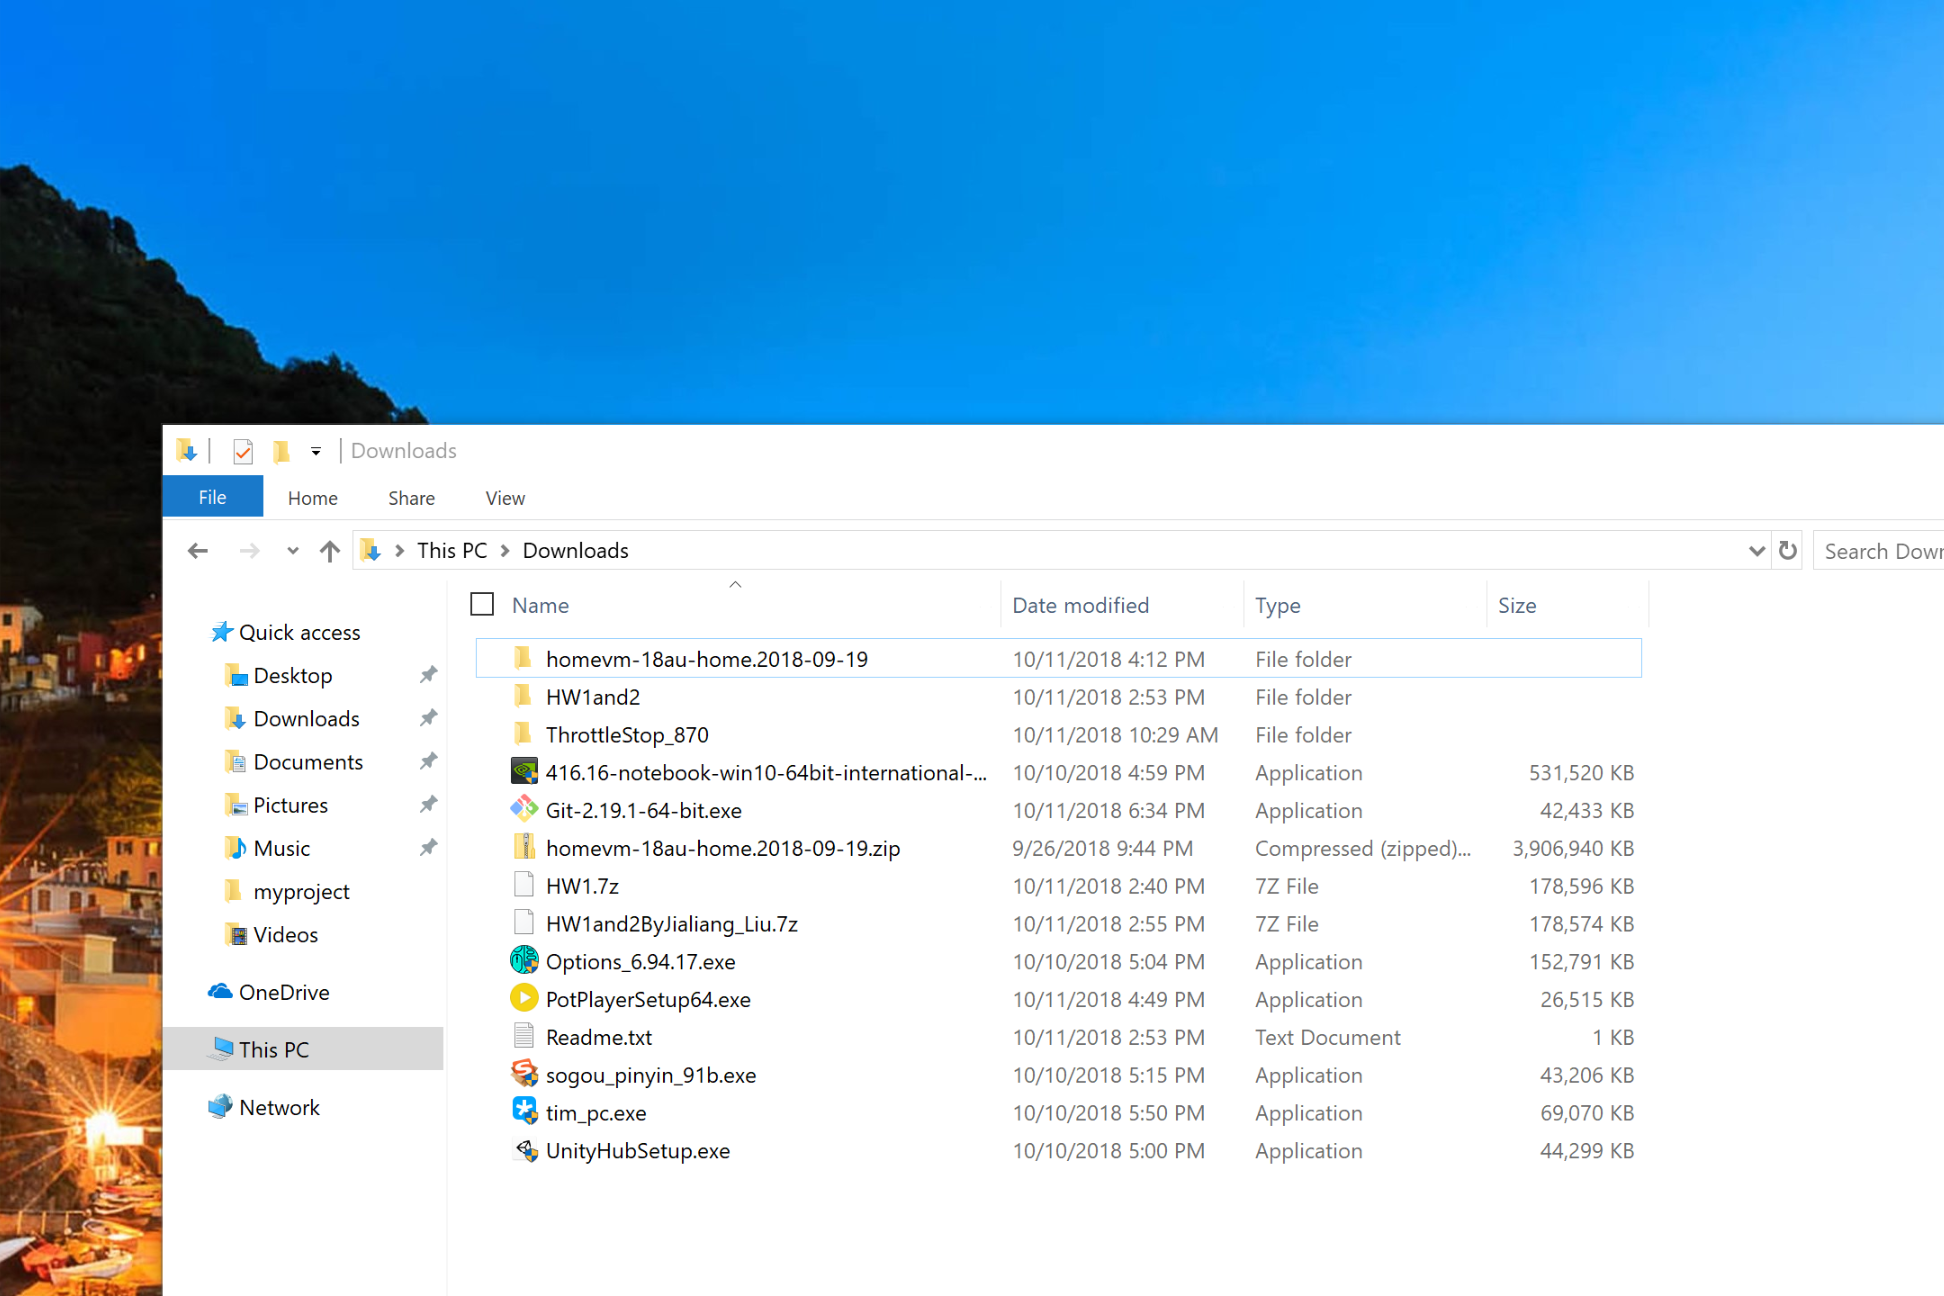 Downloads
File Home Share View
This PC Downloads Search Down
Name Date modified Type Size
Quick access
Desktop
Downloads
Documents
Pictures
Music
myproject
Videos
OneDrive
This PC
Network
homevm-18au-home.2018-09-19 10/11/2018 4:12 PM File folder
HW1and2 10/11/2018 2:53 PM File folder
ThrottleStop_870 10/11/2018 10:29 AM File folder
416.16-notebook-win10-64bit-international-... 10/10/2018 4:59 PM Application 531,520 KB
Git-2.19.1-64-bit.exe 10/11/2018 6:34 PM Application 42,433 KB
homevm-18au-home.2018-09-19.zip 9/26/2018 9:44 PM Compressed (zipped)... 3,906,940 KB
HW1.7z 10/11/2018 2:40 PM 7Z File 178,596 KB
HW1and2ByJialiang_Liu.7z 10/11/2018 2:55 PM 7Z File 178,574 KB
Options_6.94.17.exe 10/10/2018 5:04 PM Application 152,791 KB
PotPlayerSetup64.exe 10/11/2018 4:49 PM Application 26,515 KB
Readme.txt 10/11/2018 2:53 PM Text Document 1 KB
sogou_pinyin_91b.exe 10/10/2018 5:15 PM Application 43,206 KB
tim_pc.exe 10/10/2018 5:50 PM Application 69,070 KB
UnityHubSetup.exe 10/10/2018 5:00 PM Application 44,299 KB